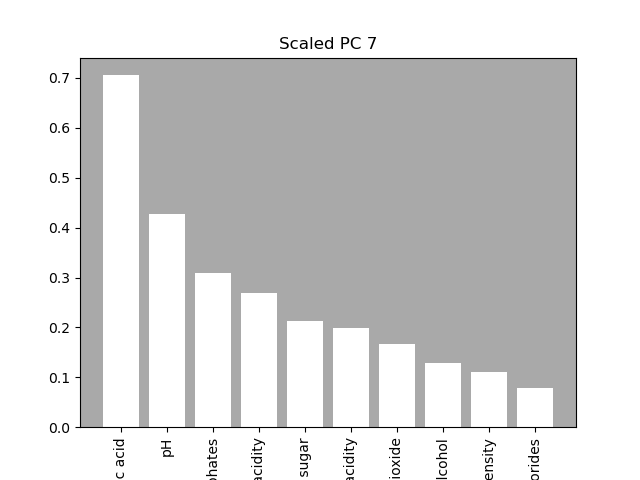 Scaled PC 7
0.7
0.6
0.5
0.4
0.3
0.2
0.1
0.0
c acid
pH
phates
acidity
sugar
acidity
ioxide
lcohol
ensity
orides